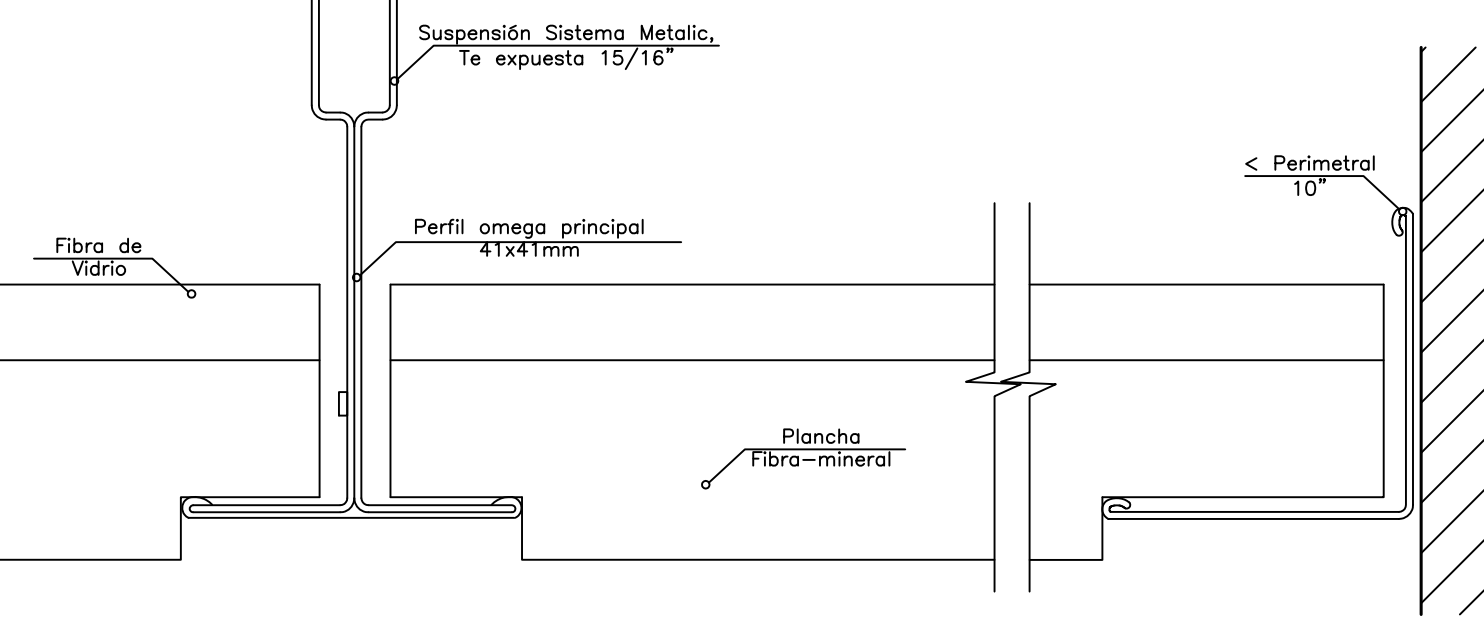 Suspensión Sistema Metalic,
Te expuesta 15/16"
< Perimetral
10"
Perfil omega principal
41x41mm
Fibra de
Vidrio
Plancha
Fibra-mineral